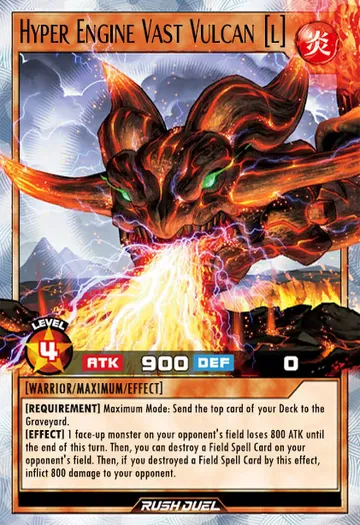 HYPER ENGINE VAST VULCAN [L]
炎
LEVEL
4
ATK 900 DEF 0
[WARRIOR/MAXIMUM/EFFECT]
[REQUIREMENT] Maximum Mode: Send the top card of your Deck to the
Graveyard.
[EFFECT] 1 face-up monster on your opponent's field loses 800 ATK until
the end of this turn. Then, you can destroy a Field Spell Card on your
opponent's field. Then, if you destroyed a Field Spell Card by this effect,
inflict 800 damage to your opponent.
RUSH DUEL